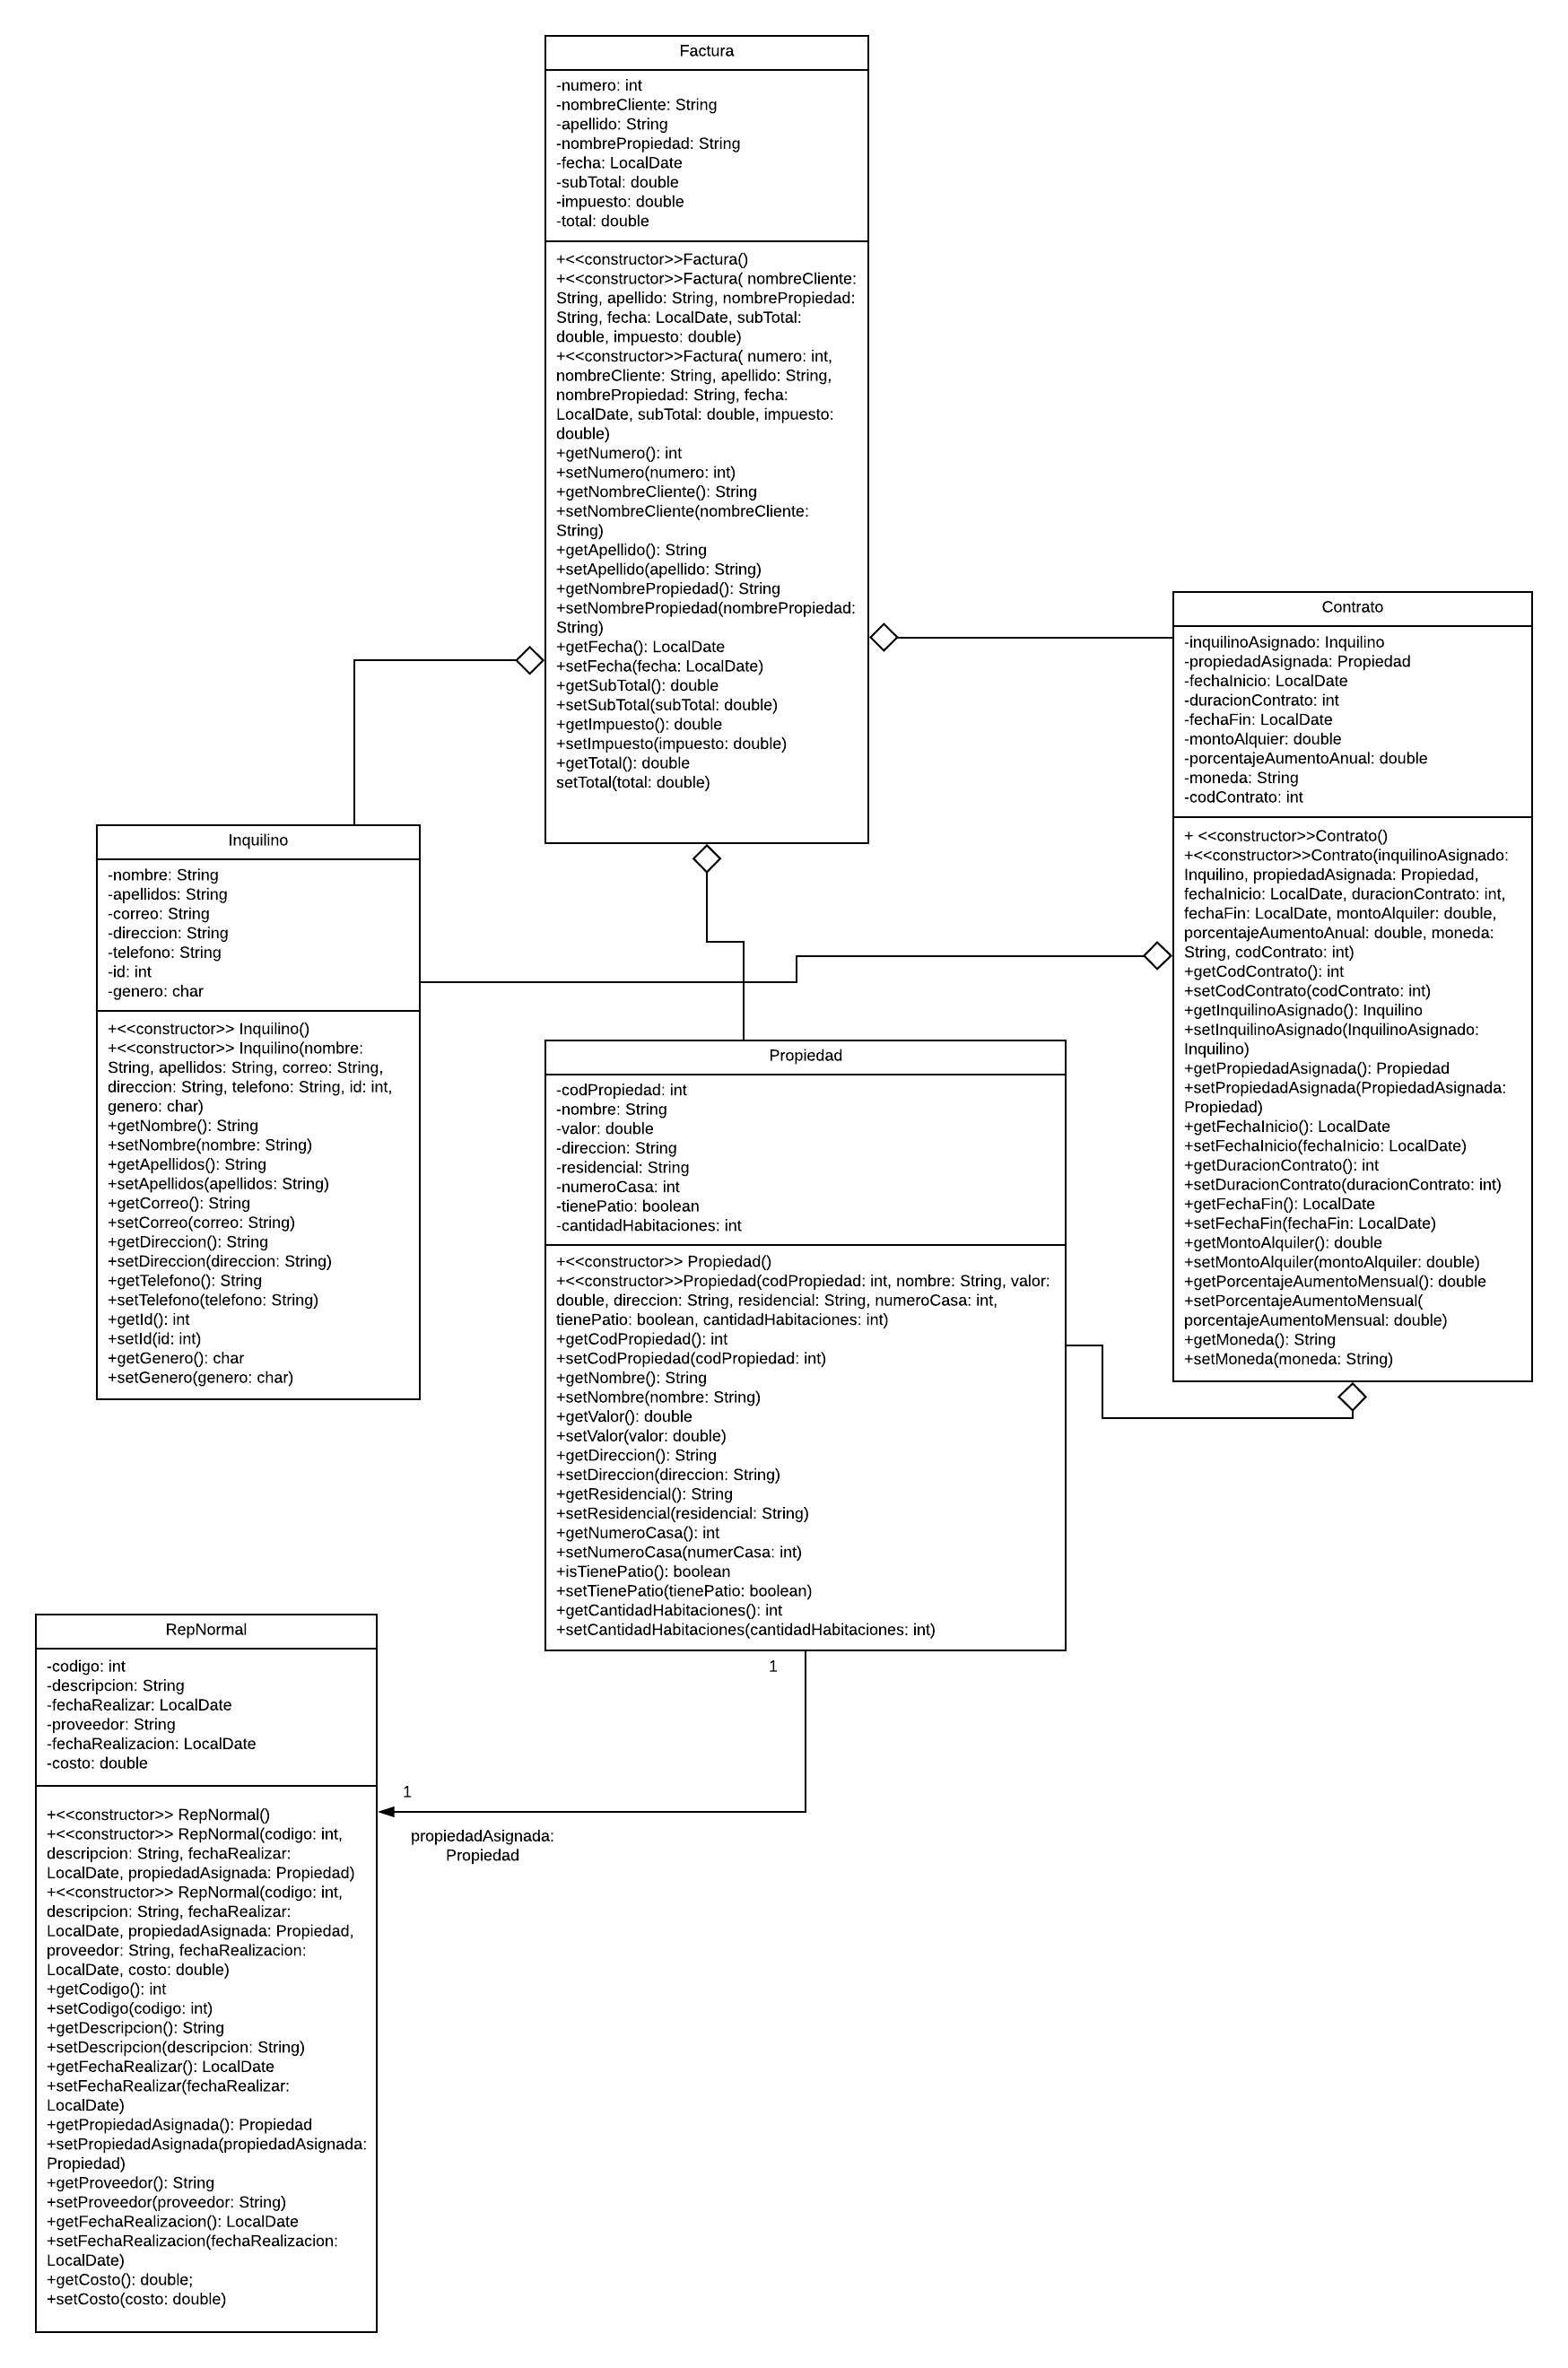 Factura
-numero: int
-nombreCliente: String
-apellido: String
-nombrePropiedad: String
-fecha: LocalDate
-subTotal: double
-impuesto: double
-total: double
+<<constructor>>Factura()
+<<constructor>>Factura( nombreCliente:
String, apellido: String, nombrePropiedad:
String, fecha: LocalDate, subTotal:
double, impuesto: double)
+<<constructor>>Factura( numero: int,
nombreCliente: String, apellido: String,
nombrePropiedad: String, fecha:
LocalDate, subTotal: double, impuesto:
double)
+getNumero(): int
+setNumero(numero: int)
+getNombreCliente(): String
+setNombreCliente(nombreCliente:
String)
+getApellido(): String
+setApellido(apellido: String)
+getNombrePropiedad(): String
+setNombrePropiedad(nombrePropiedad:
String)
+getFecha(): LocalDate
+setFecha(fecha: LocalDate)
+getSubTotal(): double
+setSubTotal(subTotal: double)
+getImpuesto(): double
+setImpuesto(impuesto: double)
+getTotal(): double
setTotal(total: double)
Contrato
-inquilinoAsignado: Inquilino
-propiedadAsignada: Propiedad
-fechaInicio: LocalDate
-duracionContrato: int
-fechaFin: LocalDate
-montoAlquier: double
-porcentajeAumentoAnual: double
-moneda: String
-codContrato: int
+ <<constructor>>Contrato()
+<<constructor>>Contrato(inquilinoAsignado:
Inquilino, propiedadAsignada: Propiedad,
fechaInicio: LocalDate, duracionContrato: int,
fechaFin: LocalDate, montoAlquiler: double,
porcentajeAumentoAnual: double, moneda:
String, codContrato: int)
+getCodContrato(): int
+setCodContrato(codContrato: int)
+getInquilinoAsignado(): Inquilino
+setInquilinoAsignado(InquilinoAsignado:
Inquilino)
+getPropiedadAsignada(): Propiedad
+setPropiedadAsignada(PropiedadAsignada:
Propiedad)
+getFechaInicio(): LocalDate
+setFechaInicio(fechaInicio: LocalDate)
+getDuracionContrato(): int
+setDuracionContrato(duracionContrato: int)
+getFechaFin(): LocalDate
+setFechaFin(fechaFin: LocalDate)
+getMontoAlquiler(): double
+setMontoAlquiler(montoAlquiler: double)
+getPorcentajeAumentoMensual(): double
+setPorcentajeAumentoMensual(
porcentajeAumentoMensual: double)
+getMoneda(): String
+setMoneda(moneda: String)
Inquilino
-nombre: String
-apellidos: String
-correo: String
-direccion: String
-telefono: String
-id: int
-genero: char
+<<constructor>> Inquilino()
+<<constructor>> Inquilino(nombre:
String, apellidos: String, correo: String,
direccion: String, telefono: String, id: int,
genero: char)
+getNombre(): String
+setNombre(nombre: String)
+getApellidos(): String
+setApellidos(apellidos: String)
+getCorreo(): String
+setCorreo(correo: String)
+getDireccion(): String
+setDireccion(direccion: String)
+getTelefono(): String
+setTelefono(telefono: String)
+getId(): int
+setId(id: int)
+getGenero(): char
+setGenero(genero: char)
Propiedad
-codPropiedad: int
-nombre: String
-valor: double
-direccion: String
-residencial: String
-numeroCasa: int
-tienePatio: boolean
-cantidadHabitaciones: int
+<<constructor>> Propiedad()
+<<constructor>>Propiedad(codPropiedad: int, nombre: String, valor:
double, direccion: String, residencial: String, numeroCasa: int,
tienePatio: boolean, cantidadHabitaciones: int)
+getCodPropiedad(): int
+setCodPropiedad(codPropiedad: int)
+getNombre(): String
+setNombre(nombre: String)
+getValor(): double
+setValor(valor: double)
+getDireccion(): String
+setDireccion(direccion: String)
+getResidencial(): String
+setResidencial(residencial: String)
+getNumeroCasa(): int
+setNumeroCasa(numerCasa: int)
+isTienePatio(): boolean
+setTienePatio(tienePatio: boolean)
+getCantidadHabitaciones(): int
+setCantidadHabitaciones(cantidadHabitaciones: int)
1
1
propiedadAsignada:
Propiedad
RepNormal
-codigo: int
-descripcion: String
-fechaRealizar: LocalDate
-proveedor: String
-fechaRealizacion: LocalDate
-costo: double
+<<constructor>> RepNormal()
+<<constructor>> RepNormal(codigo: int,
descripcion: String, fechaRealizar:
LocalDate, propiedadAsignada: Propiedad)
+<<constructor>> RepNormal(codigo: int,
descripcion: String, fechaRealizar:
LocalDate, propiedadAsignada: Propiedad,
proveedor: String, fechaRealizacion:
LocalDate, costo: double)
+getCodigo(): int
+setCodigo(codigo: int)
+getDescripcion(): String
+setDescripcion(descripcion: String)
+getFechaRealizar(): LocalDate
+setFechaRealizar(fechaRealizar:
LocalDate)
+getPropiedadAsignada(): Propiedad
+setPropiedadAsignada(propiedadAsignada:
Propiedad)
+getProveedor(): String
+setProveedor(proveedor: String)
+getFechaRealizacion(): LocalDate
+setFechaRealizacion(fechaRealizacion:
LocalDate)
+getCosto(): double;
+setCosto(costo: double)